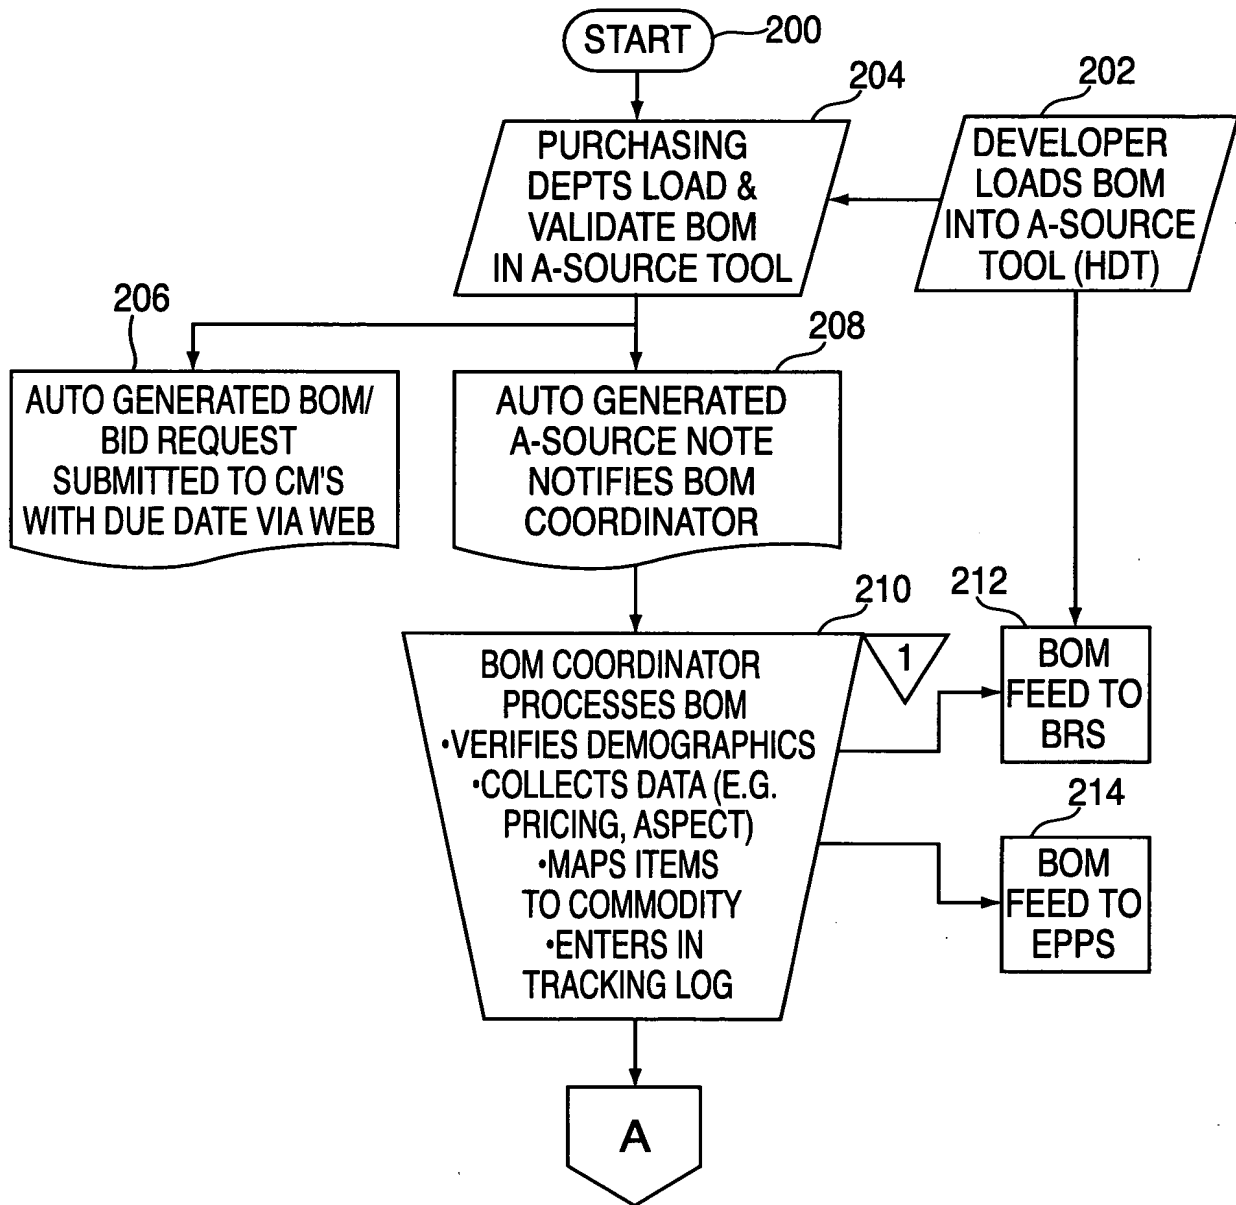 START
200
204
PURCHASING
DEPTS LOAD &
VALIDATE BOM
IN A-SOURCE TOOL
202
DEVELOPER
LOADS BOM
INTO A-SOURCE
TOOL (HDT)
206
AUTO GENERATED BOM/
BID REQUEST
SUBMITTED TO CM'S
WITH DUE DATE VIA WEB
208
AUTO GENERATED
A-SOURCE NOTE
NOTIFIES BOM
COORDINATOR
210
BOM COORDINATOR
PROCESSES BOM
•VERIFIES DEMOGRAPHICS
•COLLECTS DATA (E.G.
PRICING, ASPECT)
•MAPS ITEMS
TO COMMODITY
•ENTERS IN
TRACKING LOG
1
212
BOM
FEED TO
BRS
214
BOM
FEED TO
EPPS
A